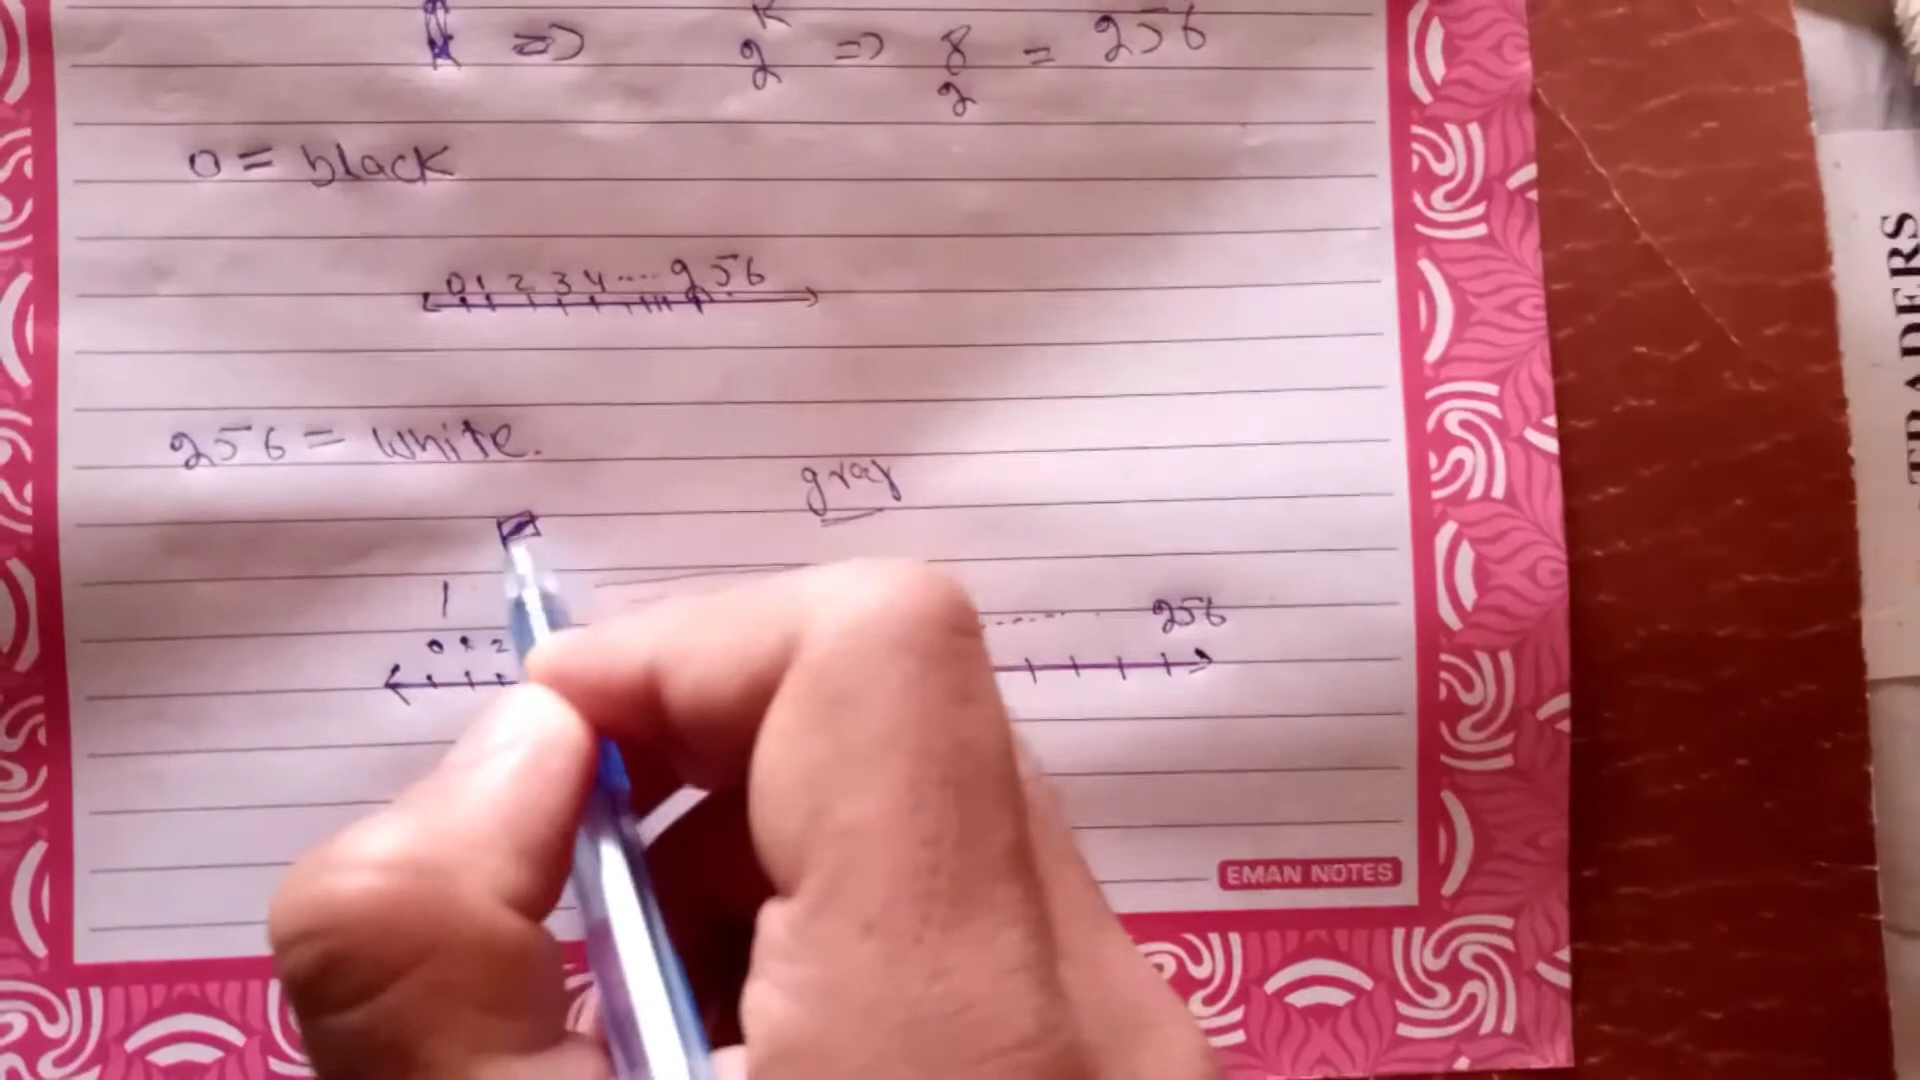 => 2^K => 2^8 = 256
0 = black
0 1 2 3 4 ..... 256
256 = white.
gray
1
0 1 2 ...... 256
EMAN NOTES
TRADERS